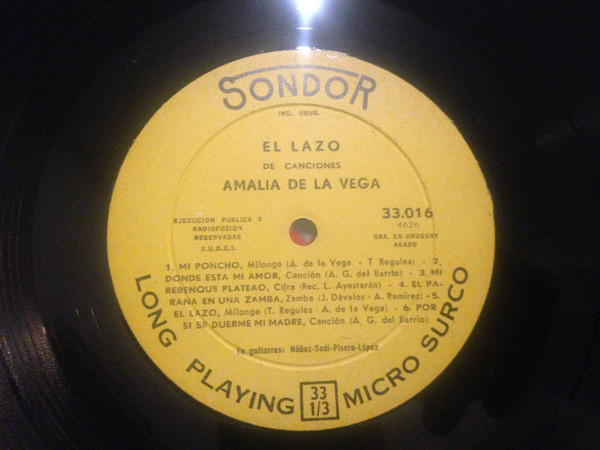 SONDOR
IND. URUG.
EL LAZO
DE CANCIONES
AMALIA DE LA VEGA
EJECUCION PUBLICA Y
RADIOFUSION
RESERVADAS
S.U.D.E.I.
33.016
4626
GRA. EN URUGUAY
AGADU
1. MI PONCHO, Milonga (A. de la Vega - T Regules) - 2.
DONDE ESTA MI AMOR, Canción (A. G. del Barrio) - 3. MI
REBENQUE PLATEAO, Cifra (Rec. L. Ayestarán) - 4. EL PA-
RANA EN UNA ZAMBA, Zamba (J. Dávalos - A. Ramirez) - 5.
EL LAZO, Milonga (T. Regules - A. de la Vega) - 6. POR
SI SE DUERME MI MADRE, Canción (A. G. del Barrio)
En guitarras: Núñez-Sadi-Pisera-López
LONG PLAYING 33 1/3 MICRO SURCO